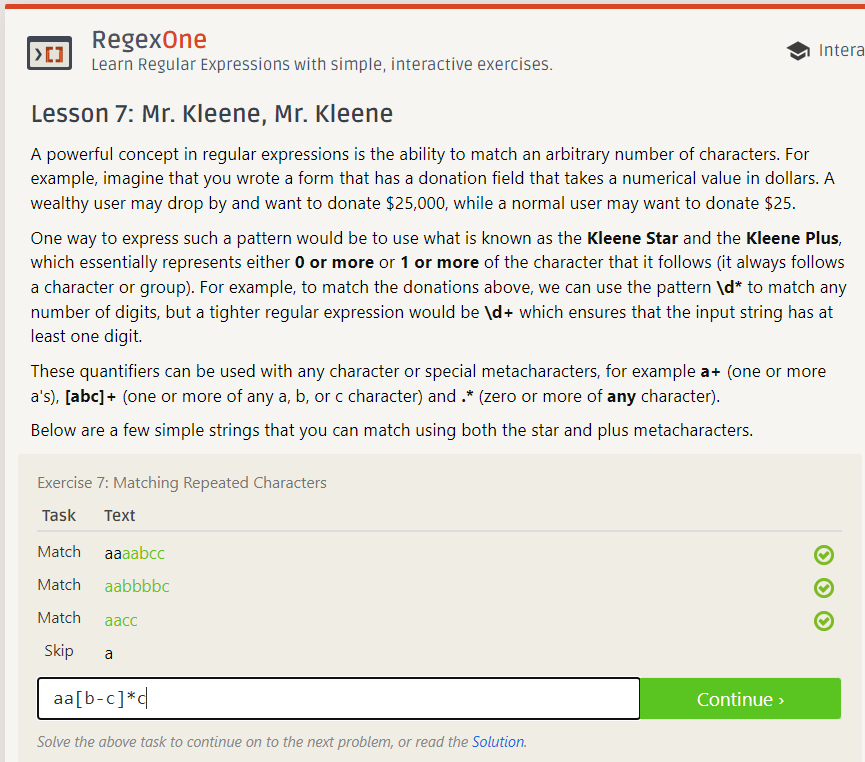 RegexOne
Learn Regular Expressions with simple, interactive exercises.
Intera
Lesson 7: Mr. Kleene, Mr. Kleene
A powerful concept in regular expressions is the ability to match an arbitrary number of characters. For
example, imagine that you wrote a form that has a donation field that takes a numerical value in dollars. A
wealthy user may drop by and want to donate $25,000, while a normal user may want to donate $25.
One way to express such a pattern would be to use what is known as the Kleene Star and the Kleene Plus,
which essentially represents either 0 or more or 1 or more of the character that it follows (it always follows
a character or group). For example, to match the donations above, we can use the pattern \d* to match any
number of digits, but a tighter regular expression would be \d+ which ensures that the input string has at
least one digit.
These quantifiers can be used with any character or special metacharacters, for example a+ (one or more
a's), [abc]+ (one or more of any a, b, or c character) and .* (zero or more of any character).
Below are a few simple strings that you can match using both the star and plus metacharacters.
Exercise 7: Matching Repeated Characters
Task Text
Match aaaabcc
Match aabbbbc
Match aacc
Skip a
aa[b-c]*c
Continue ›
Solve the above task to continue on to the next problem, or read the Solution.